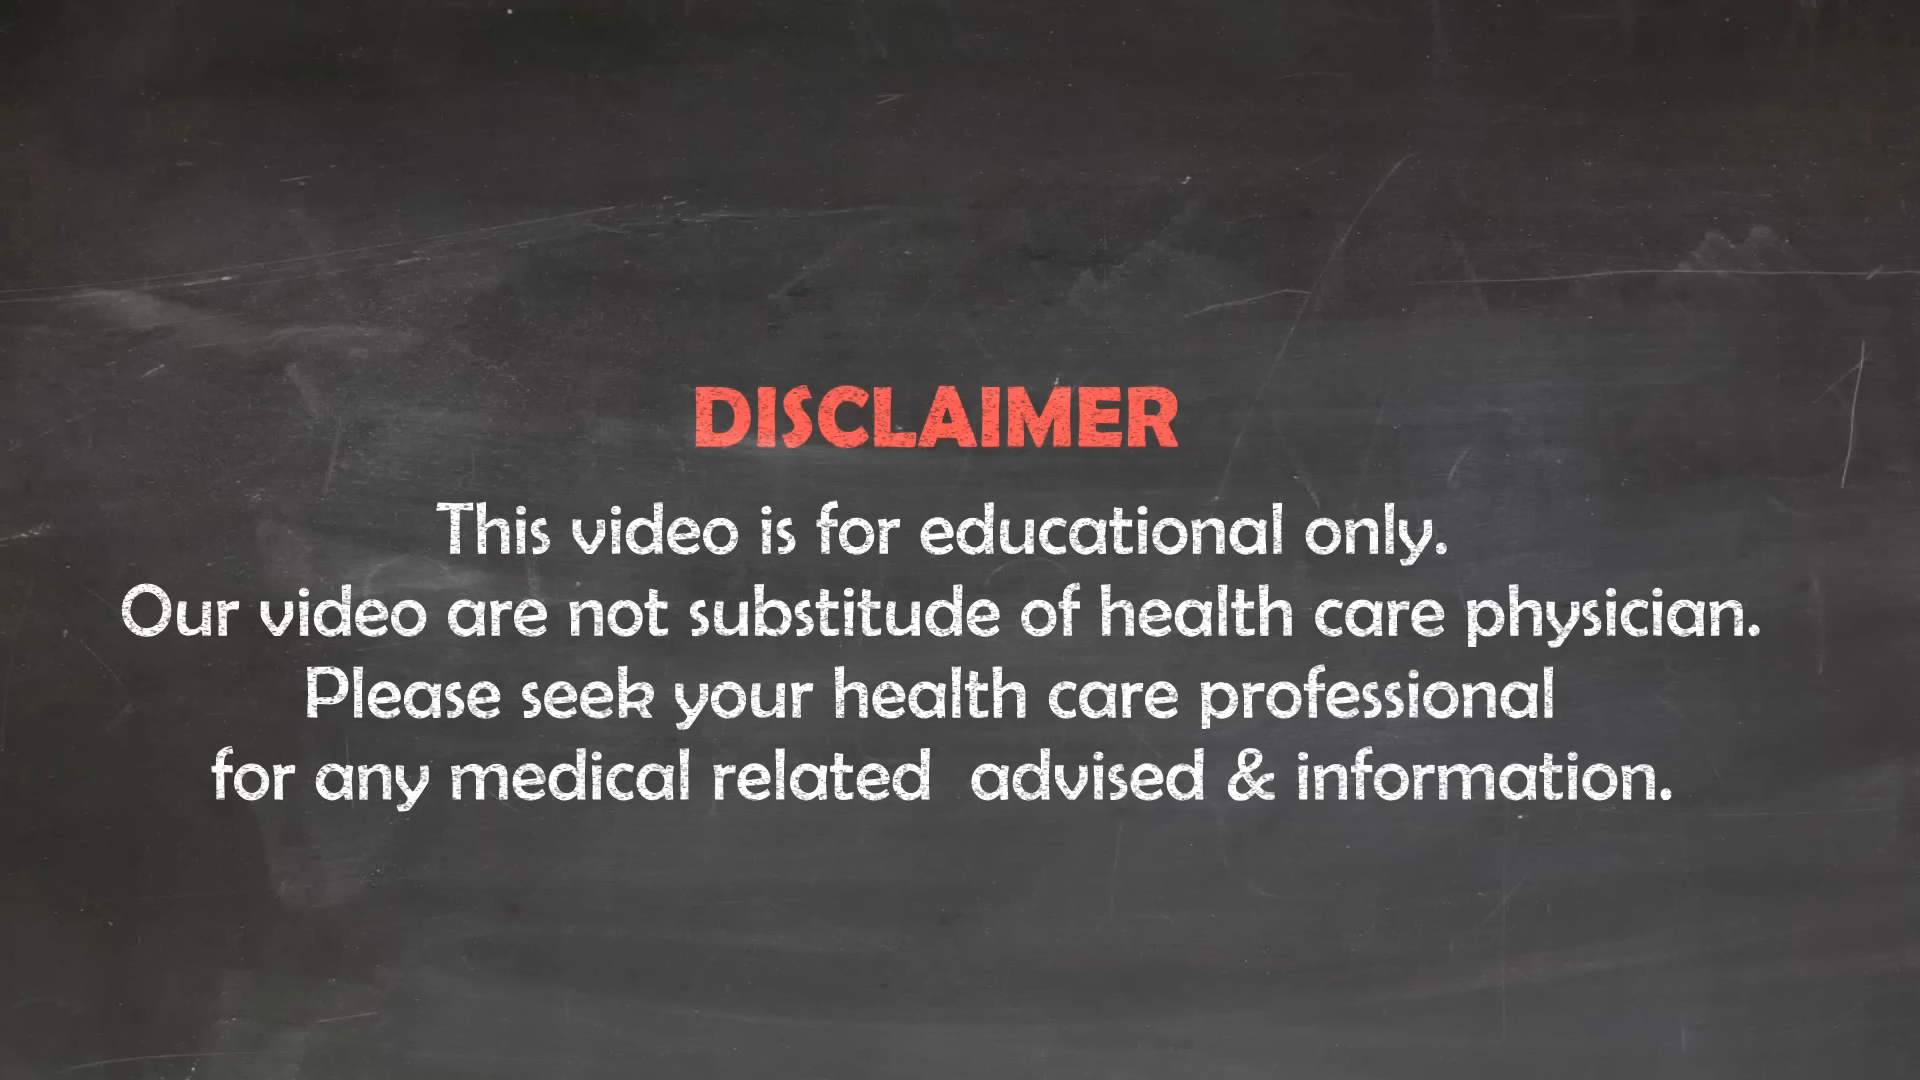 DISCLAIMER
This video is for educational only.
Our video are not substitude of health care physician.
Please seek your health care professional
for any medical related  advised & information.